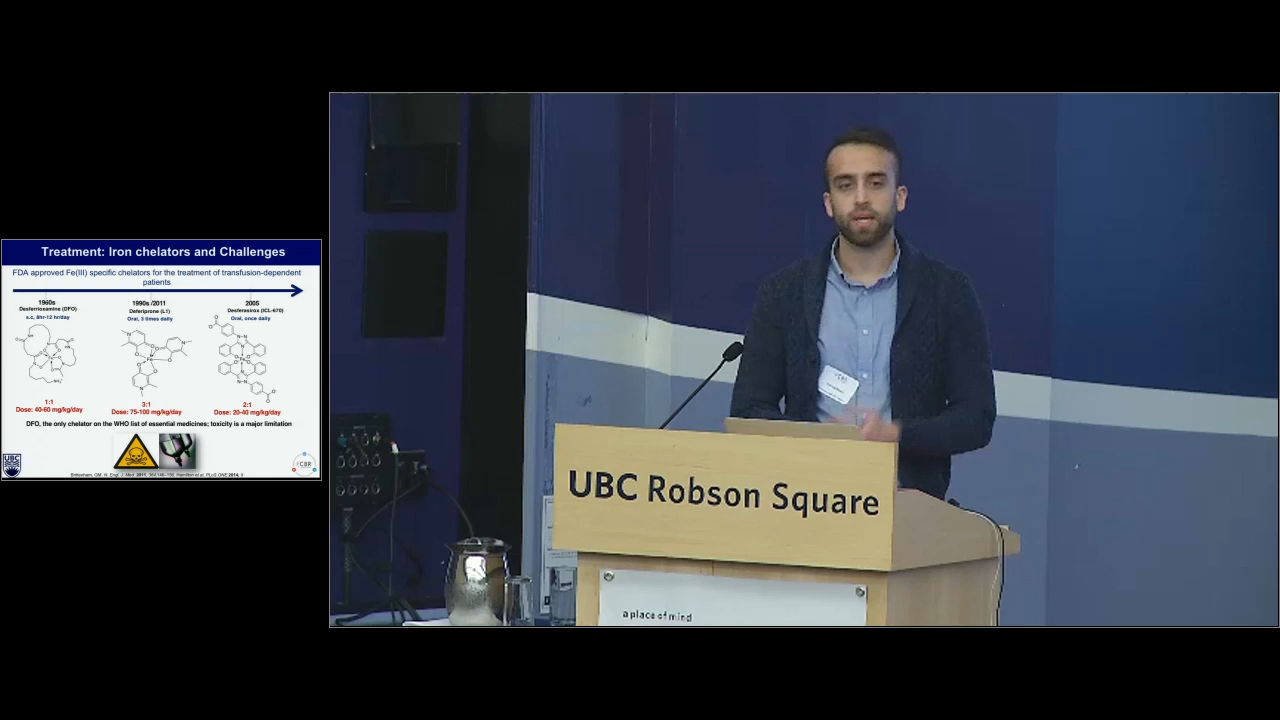 Treatment: Iron chelators and Challenges
FDA approved Fe(III) specific chelators for the treatment of transfusion-dependent
patients
1960s
Desferrioxamine (DFO)
s.c, 8hr-12 hr/day
1:1
Dose: 40-60 mg/kg/day
1990s /2011
Deferiprone (L1)
Oral, 3 times daily
3:1
Dose: 75-100 mg/kg/day
2005
Desferasirox (ICL-670)
Oral, once daily
2:1
Dose: 20-40 mg/kg/day
DFO, the only chelator on the WHO list of essential medicines; toxicity is a major limitation
UBC
CBR
UBC Robson Square
a place of mind